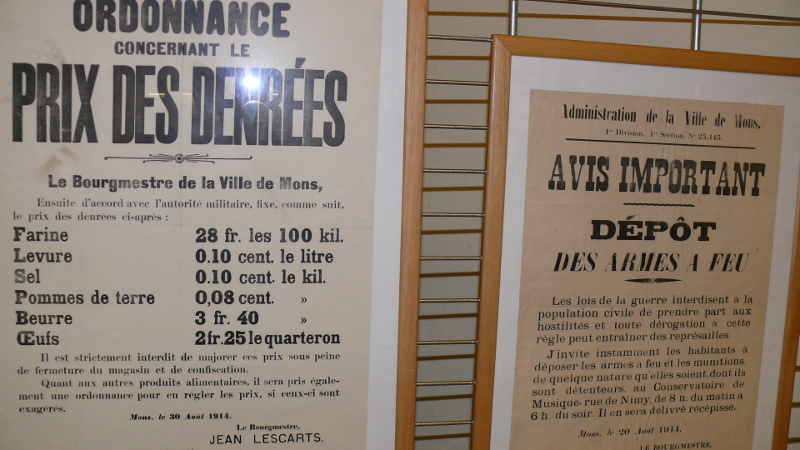 ORDONNANCE
CONCERNANT LE
PRIX DES DENRÉES
Le Bourgmestre de la Ville de Mons,
Ensuite d'accord avec l'autorité militaire, fixe, comme suit,
le prix des denrées ci-après :
Farine 28 fr. les 100 kil.
Levure 0.10 cent. le litre
Sel 0.10 cent. le kil.
Pommes de terre 0,08 cent. »
Beurre 3 fr. 40 »
Œufs 2 fr. 25 le quarteron
Il est strictement interdit de majorer ces prix sous peine
de fermeture du magasin et de confiscation.
Quant aux autres produits alimentaires, il sera pris égale-
ment une ordonnance pour en régler les prix, si ceux-ci sont
exagérés.
Mons, le 30 Août 1914.
Le Bourgmestre,
JEAN LESCARTS.
Administration de la Ville de Mons.
1re Division, 1re Section, No 25,445.
AVIS IMPORTANT
DÉPÔT
DES ARMES A FEU
Les lois de la guerre interdisent à la
population civile de prendre part aux
hostilités et toute dérogation à cette
règle peut entraîner des représailles.
J'invite instamment les habitants à
déposer les armes à feu et les munitions,
de quelque nature qu'elles soient, dont ils
sont détenteurs, au Conservatoire de
Musique, rue de Nimy, de 8 h. du matin à
6 h. du soir. Il en sera délivré récépissé.
Mons, le 20 Août 1914.
LE BOURGMESTRE,